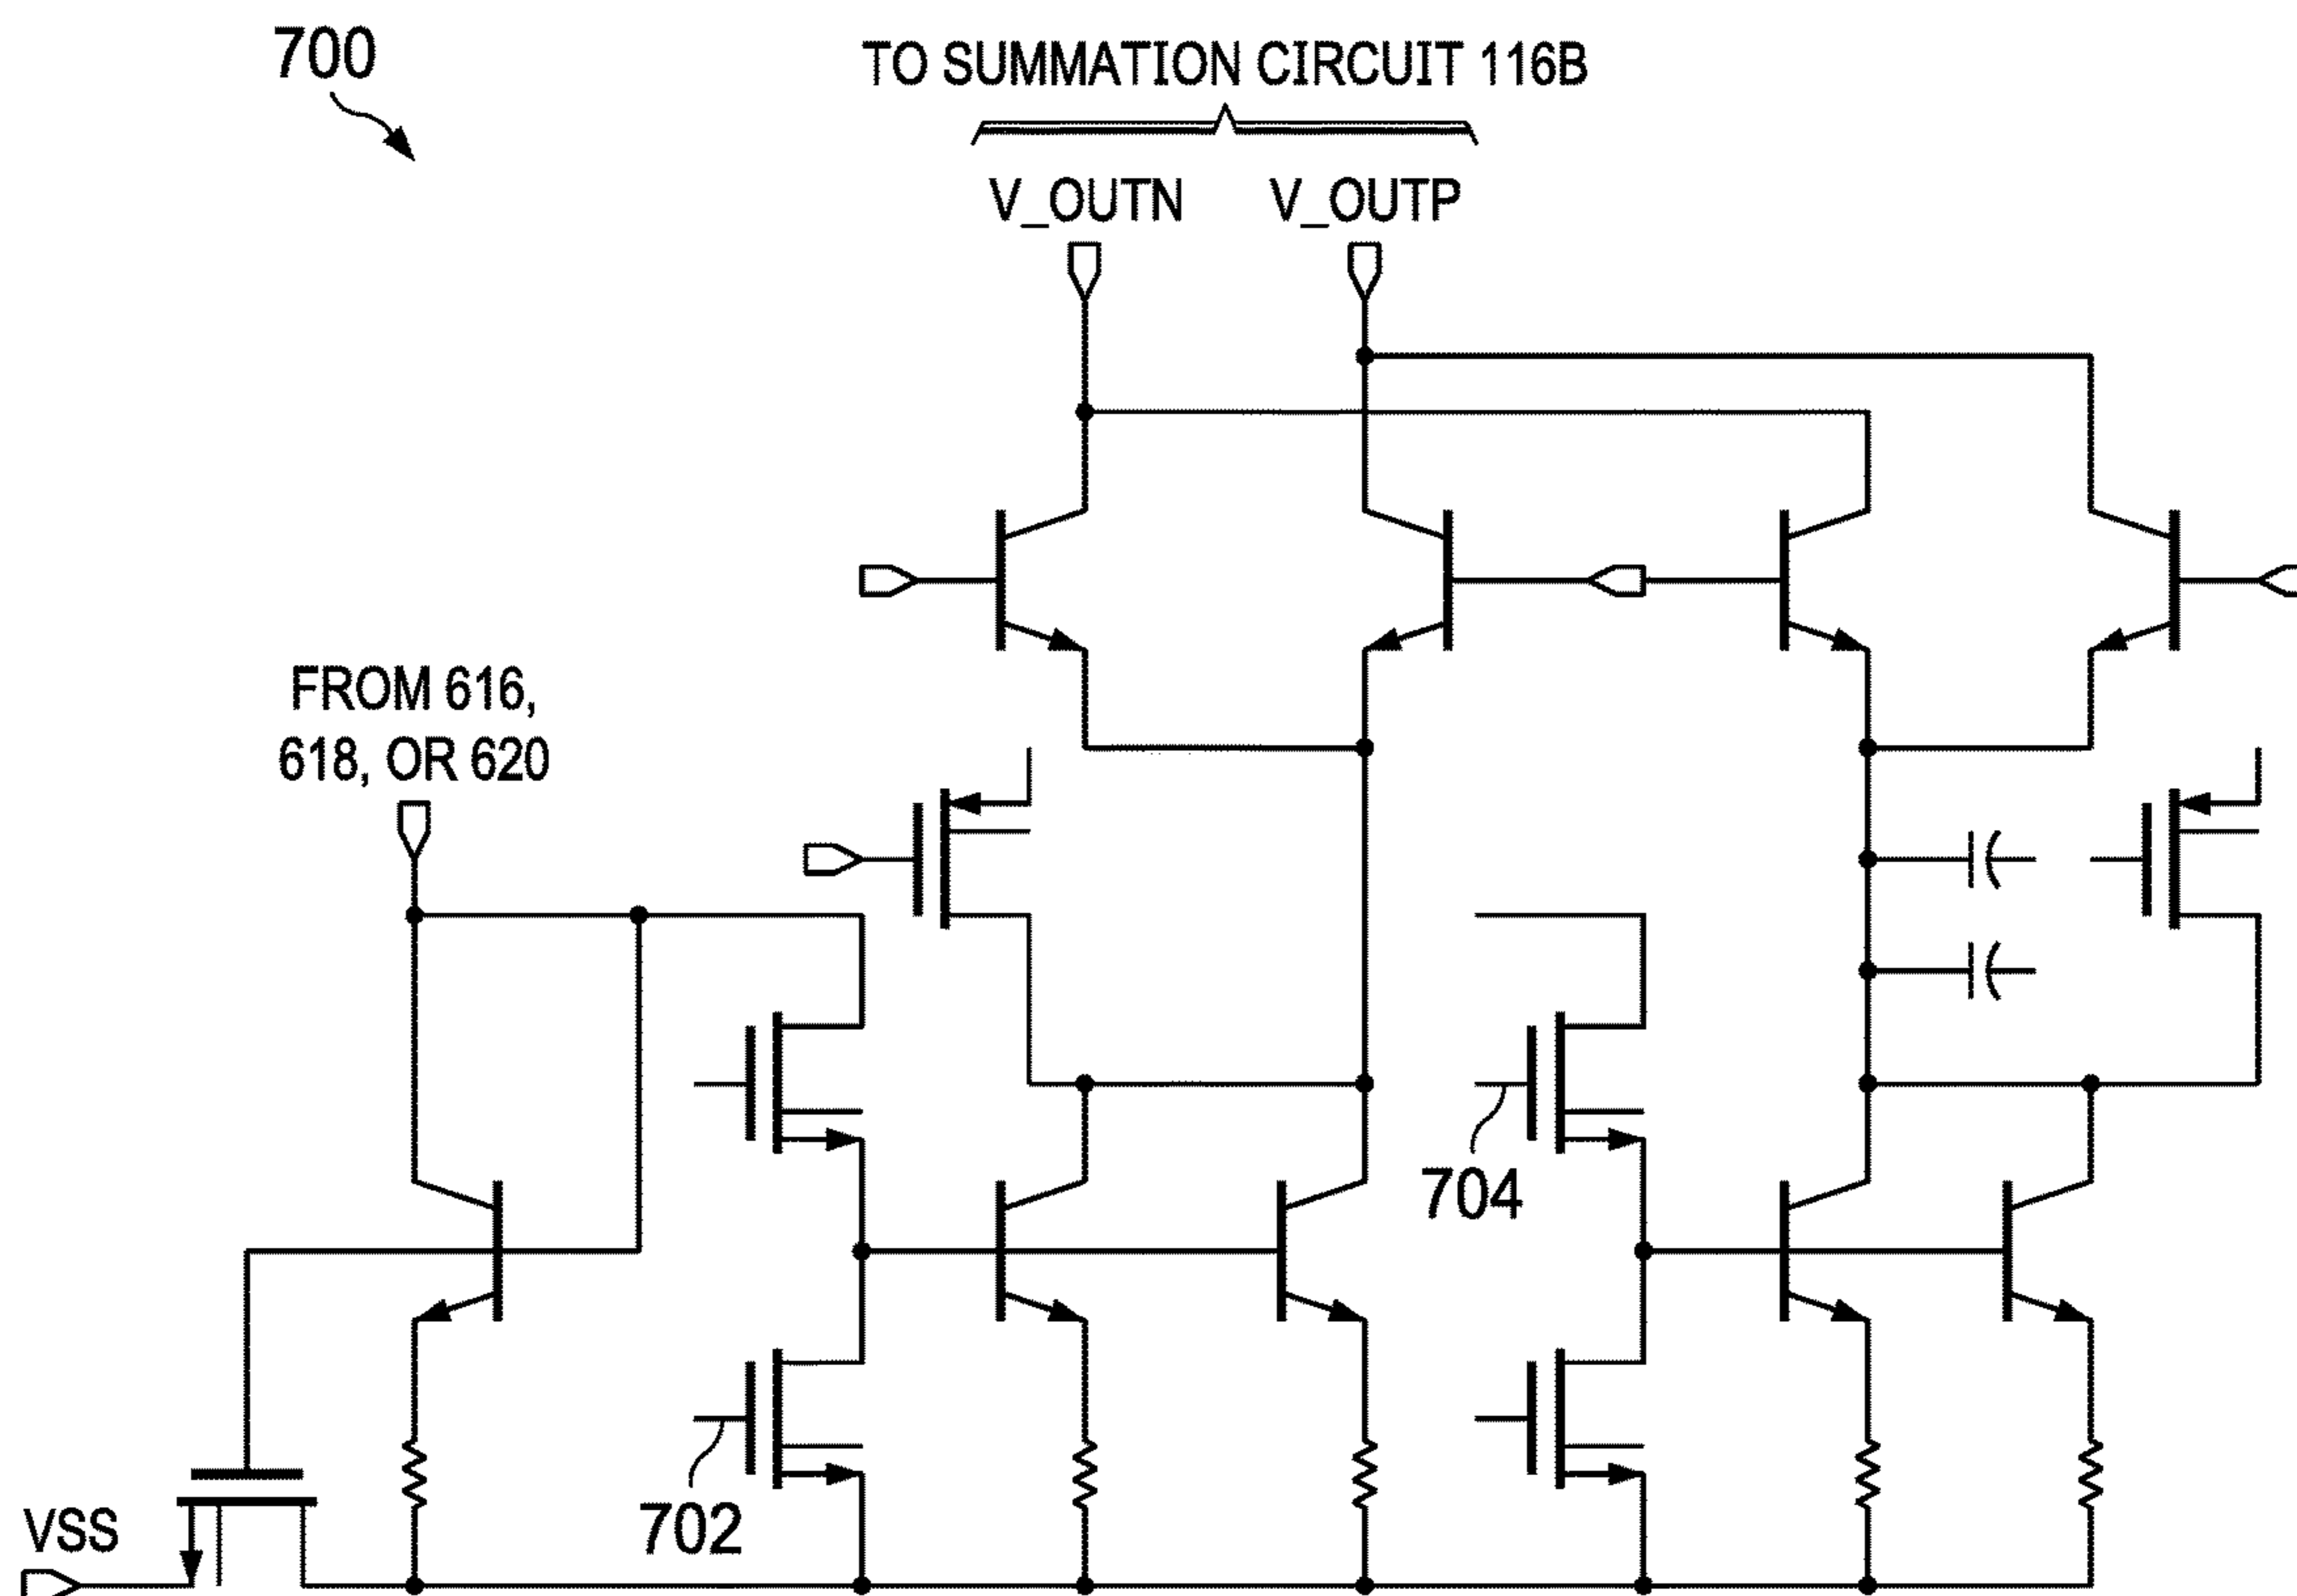 700
TO SUMMATION CIRCUIT 116B
V_OUTN V_OUTP
FROM 616,
618, OR 620
704
702
VSS